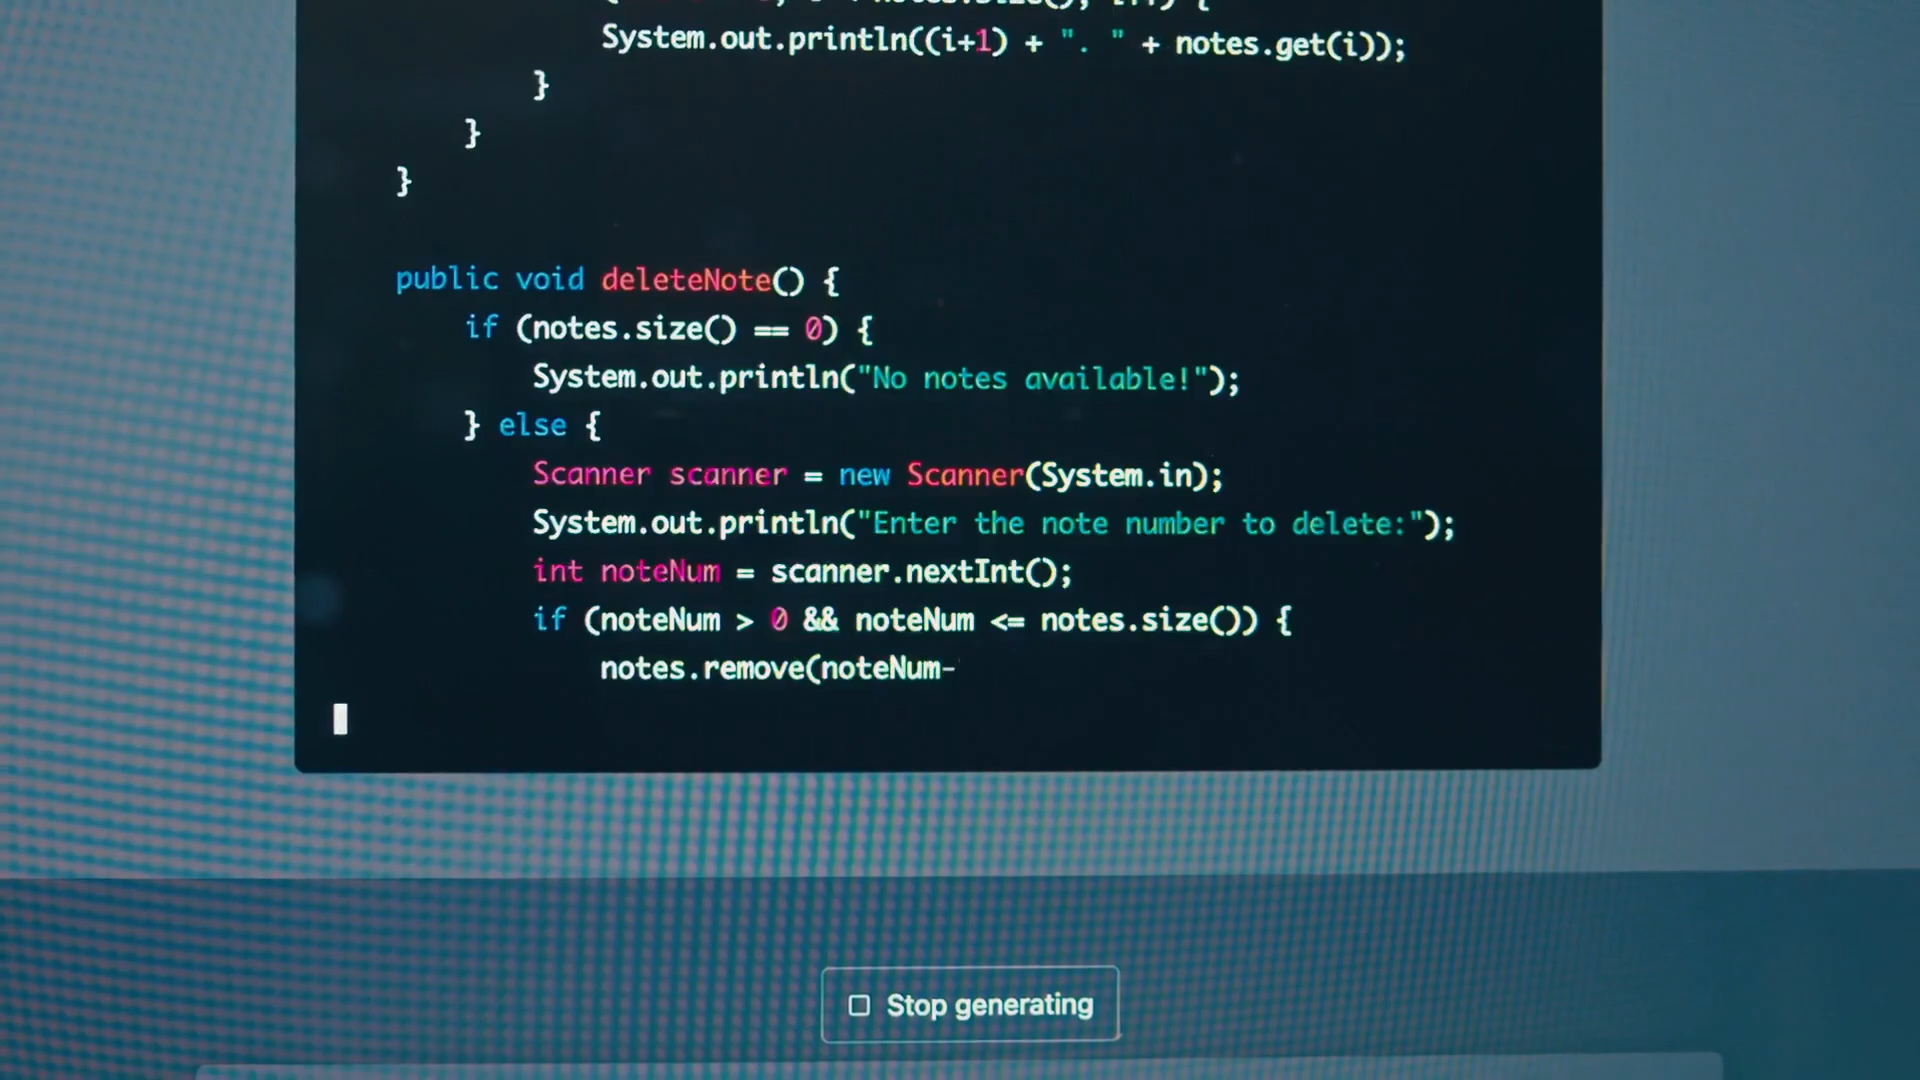 System.out.println((i+1) + ". " + notes.get(i));
}
}
}
public void deleteNote() {
if (notes.size() == 0) {
System.out.println("No notes available!");
} else {
Scanner scanner = new Scanner(System.in);
System.out.println("Enter the note number to delete:");
int noteNum = scanner.nextInt();
if (noteNum > 0 && noteNum <= notes.size()) {
notes.remove(noteNum-
Stop generating